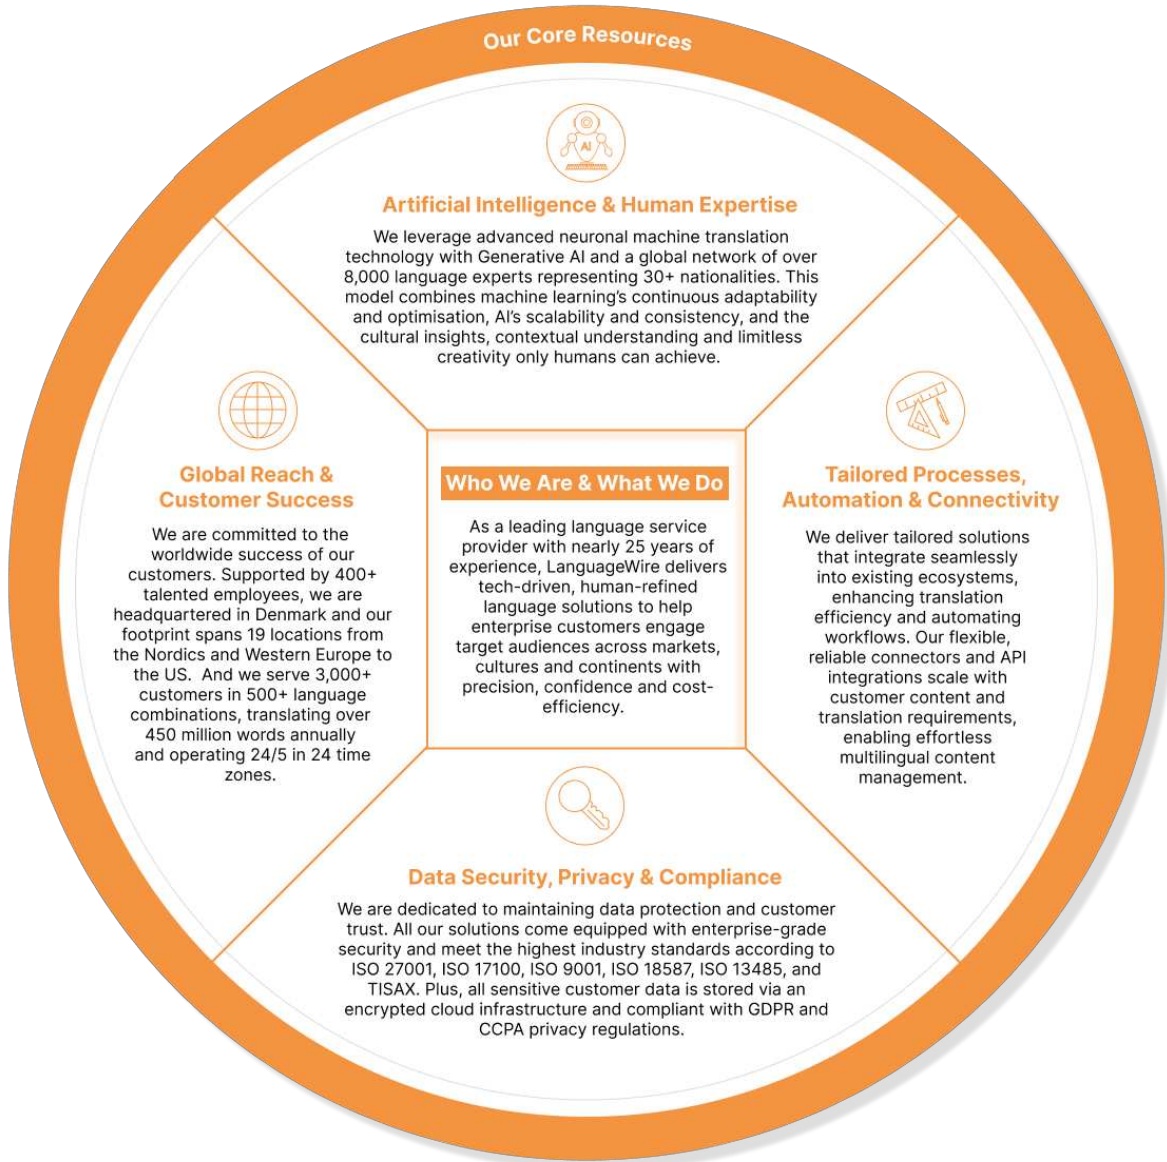 Our Core Resources
AI
Artificial Intelligence & Human Expertise
We leverage advanced neuronal machine translation
technology with Generative AI and a global network of over
8,000 language experts representing 30+ nationalities. This
model combines machine learning’s continuous adaptability
and optimisation, AI’s scalability and consistency, and the
cultural insights, contextual understanding and limitless
creativity only humans can achieve.
Global Reach &
Customer Success
We are committed to the
worldwide success of our
customers. Supported by 400+
talented employees, we are
headquartered in Denmark and our
footprint spans 19 locations from
the Nordics and Western Europe to
the US. And we serve 3,000+
customers in 500+ language
combinations, translating over
450 million words annually
and operating 24/5 in 24 time
zones.
Who We Are & What We Do
As a leading language service
provider with nearly 25 years of
experience, LanguageWire delivers
tech-driven, human-refined
language solutions to help
enterprise customers engage
target audiences across markets,
cultures and continents with
precision, confidence and cost-
efficiency.
Tailored Processes,
Automation & Connectivity
We deliver tailored solutions
that integrate seamlessly
into existing ecosystems,
enhancing translation
efficiency and automating
workflows. Our flexible,
reliable connectors and API
integrations scale with
customer content and
translation requirements,
enabling effortless
multilingual content
management.
Data Security, Privacy & Compliance
We are dedicated to maintaining data protection and customer
trust. All our solutions come equipped with enterprise-grade
security and meet the highest industry standards according to
ISO 27001, ISO 17100, ISO 9001, ISO 18587, ISO 13485, and
TISAX. Plus, all sensitive customer data is stored via an
encrypted cloud infrastructure and compliant with GDPR and
CCPA privacy regulations.